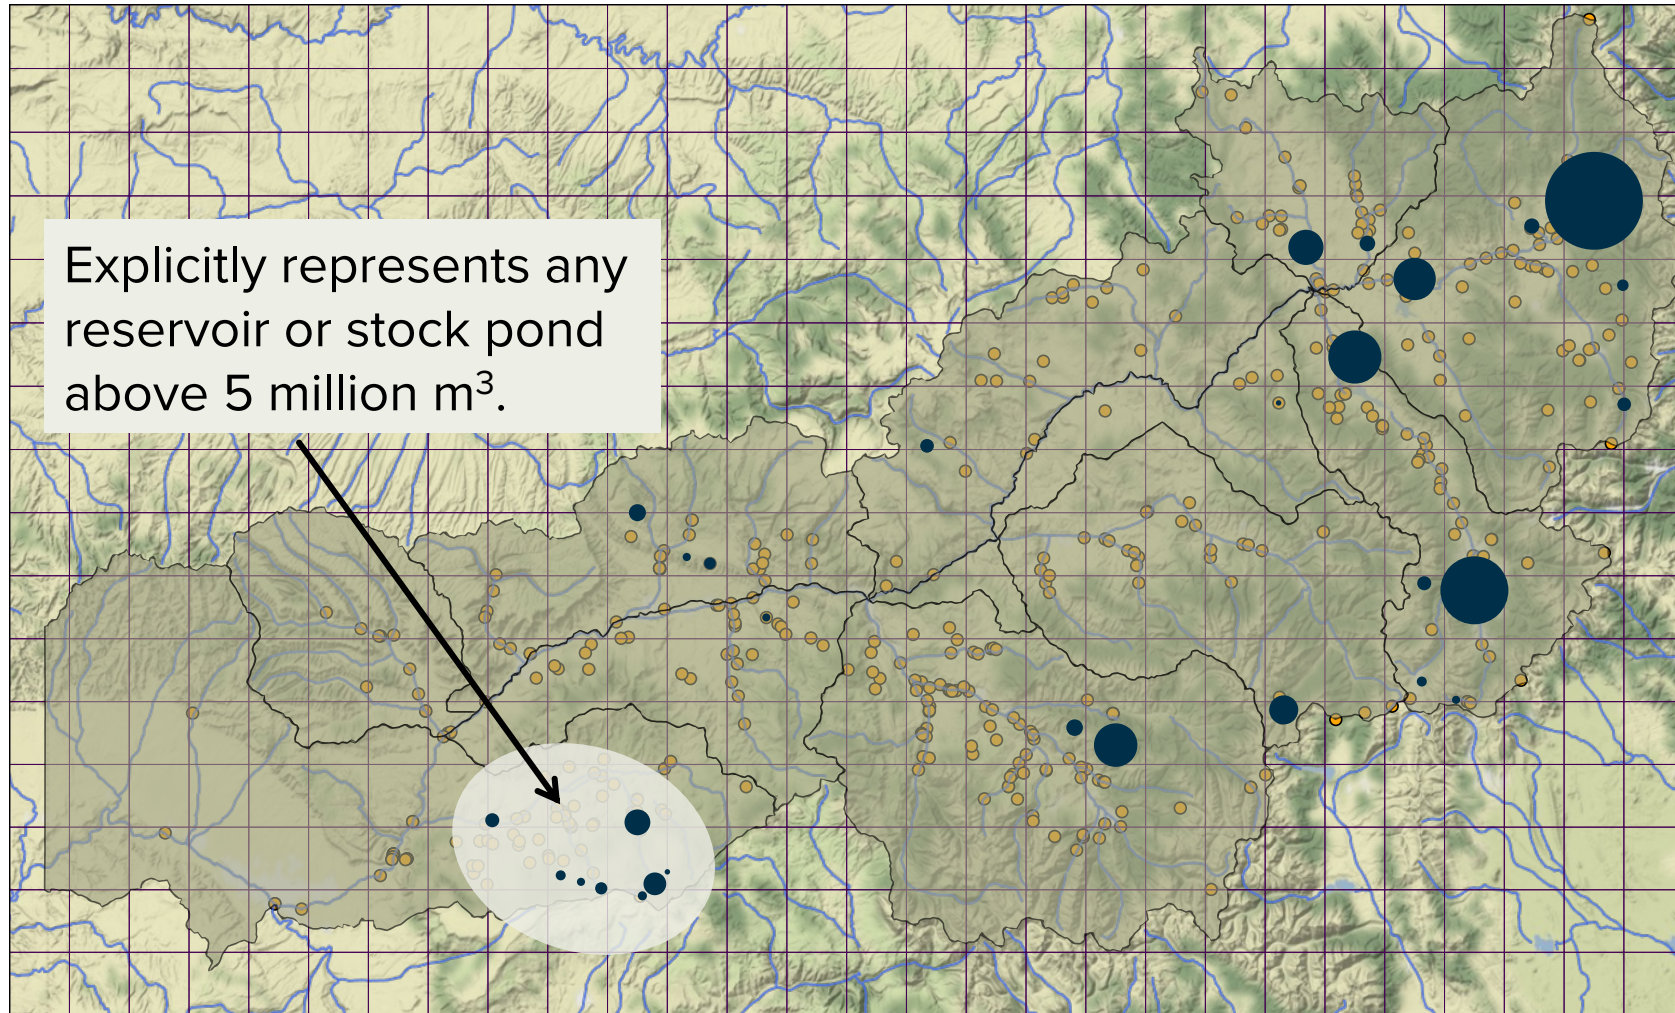 Explicitly represents any
reservoir or stock pond
above 5 million m³.